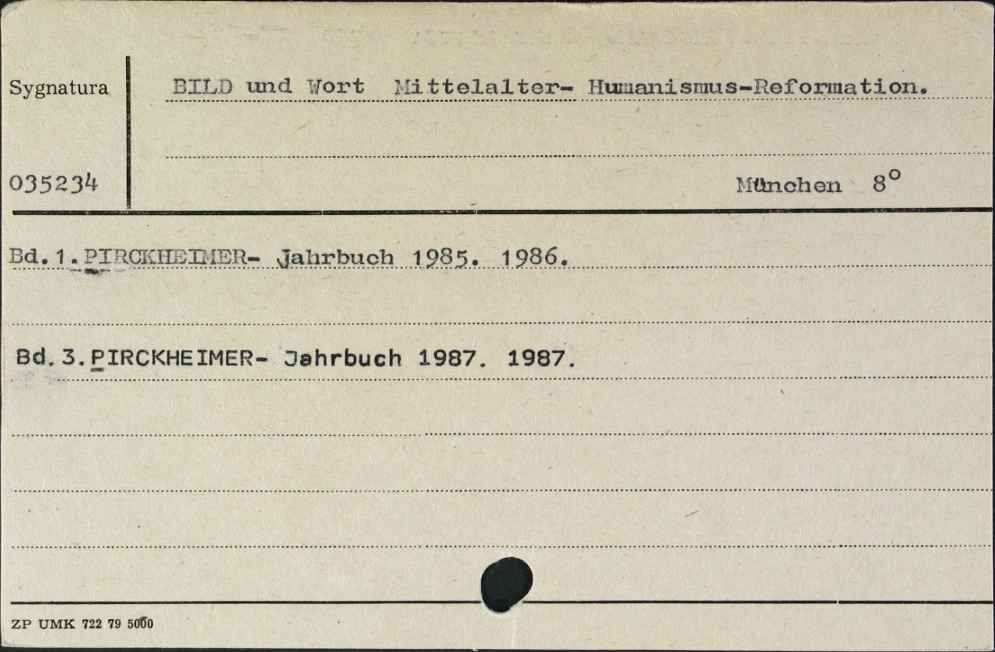 Sygnatura
BILD und Wort Mittelalter- Humanismus-Reformation.
035234
München 8°
Bd.1.PIRCKHEIMER- Jahrbuch 1985. 1986.
Bd.3.PIRCKHEIMER- Jahrbuch 1987. 1987.
ZP UMK 722 79 5000